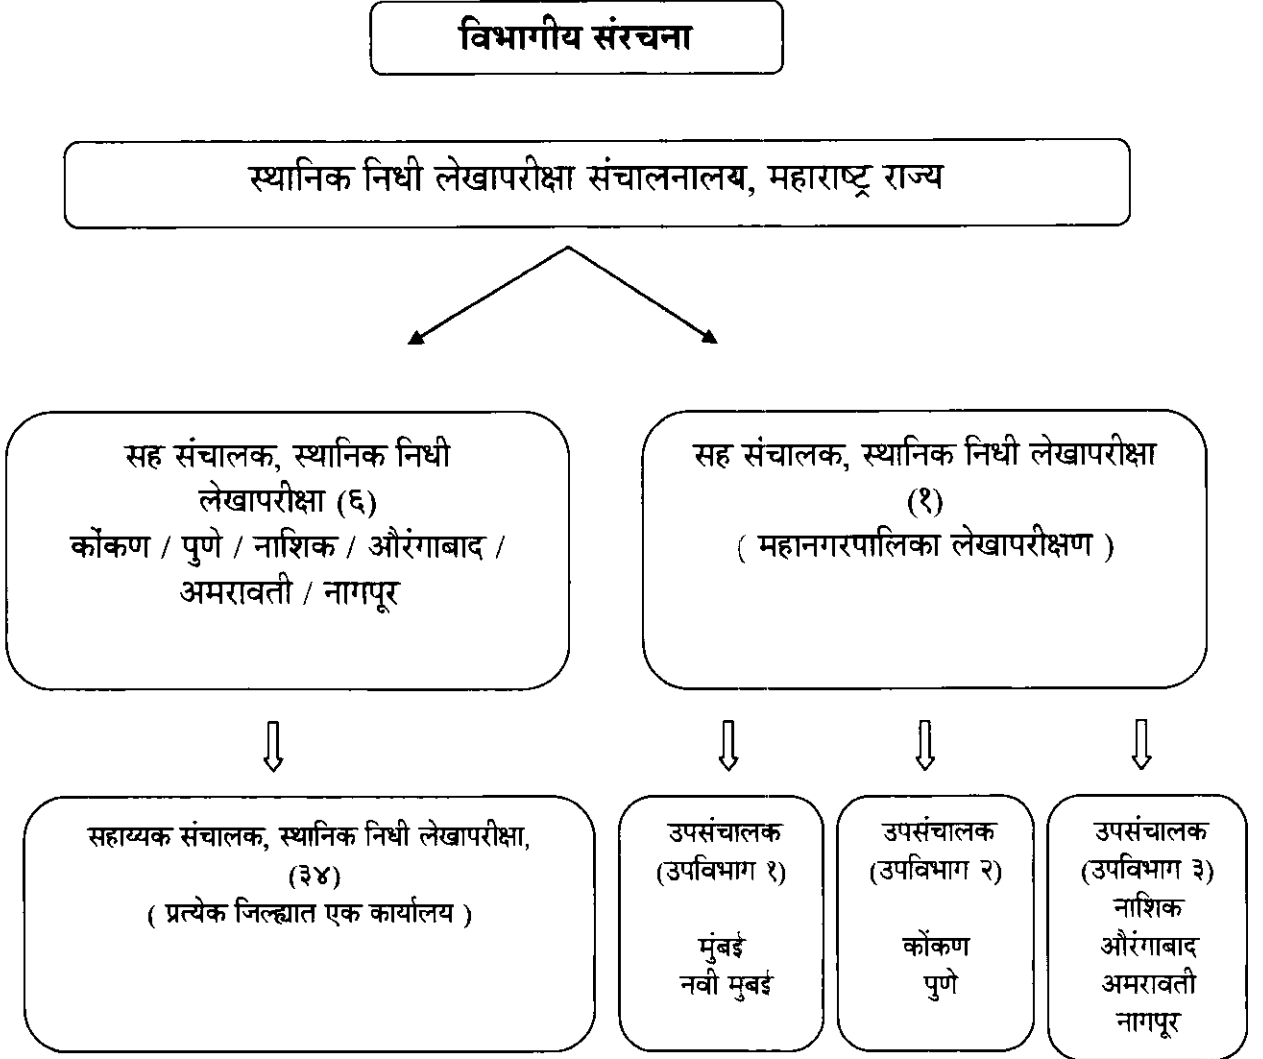 विभागीय संरचना
स्थानिक निधी लेखापरीक्षा संचालनालय, महाराष्ट्र राज्य
सह संचालक, स्थानिक निधी
लेखापरीक्षा (६)
कोंकण / पुणे / नाशिक / औरंगाबाद /
अमरावती / नागपूर
सह संचालक, स्थानिक निधी लेखापरीक्षा
(१)
( महानगरपालिका लेखापरीक्षण )
सहाय्यक संचालक, स्थानिक निधी लेखापरीक्षा,
(३४)
( प्रत्येक जिल्ह्यात एक कार्यालय )
उपसंचालक
(उपविभाग १)
मुंबई
नवी मुंबई
उपसंचालक
(उपविभाग २)
कोंकण
पुणे
उपसंचालक
(उपविभाग ३)
नाशिक
औरंगाबाद
अमरावती
नागपूर